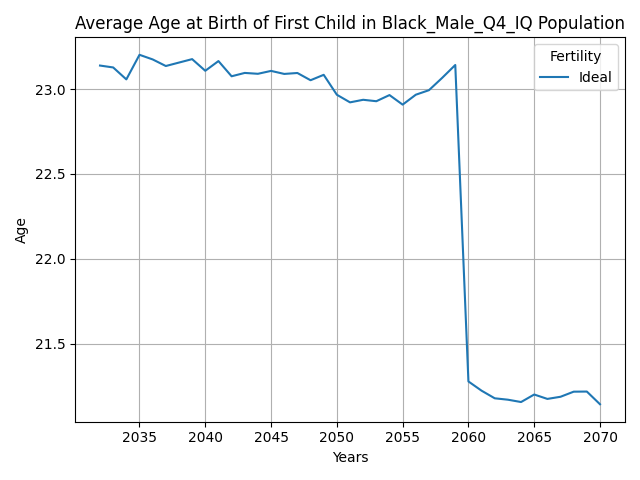 Average Age at Birth of First Child in Black_Male_Q4_IQ Population
Fertility
Ideal
Age
23.0
22.5
22.0
21.5
2035 2040 2045 2050 2055 2060 2065 2070
Years